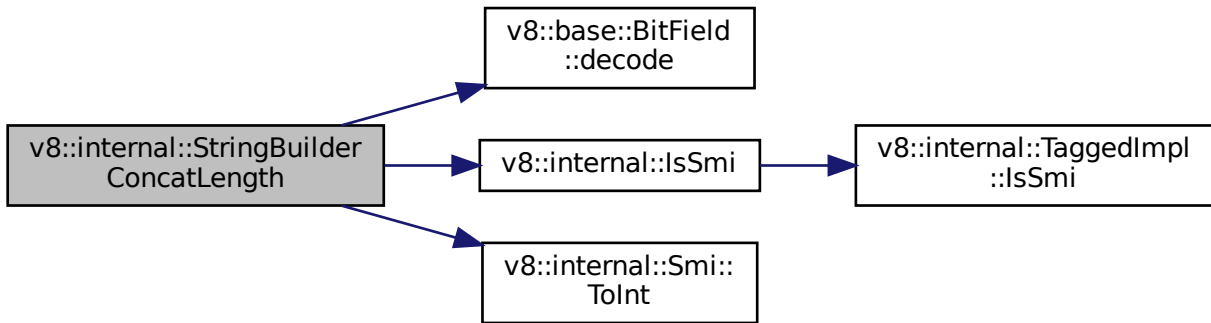 v8::base::BitField
::decode
v8::internal::StringBuilder
ConcatLength
v8::internal::IsSmi
v8::internal::TaggedImpl
::IsSmi
v8::internal::Smi::
ToInt